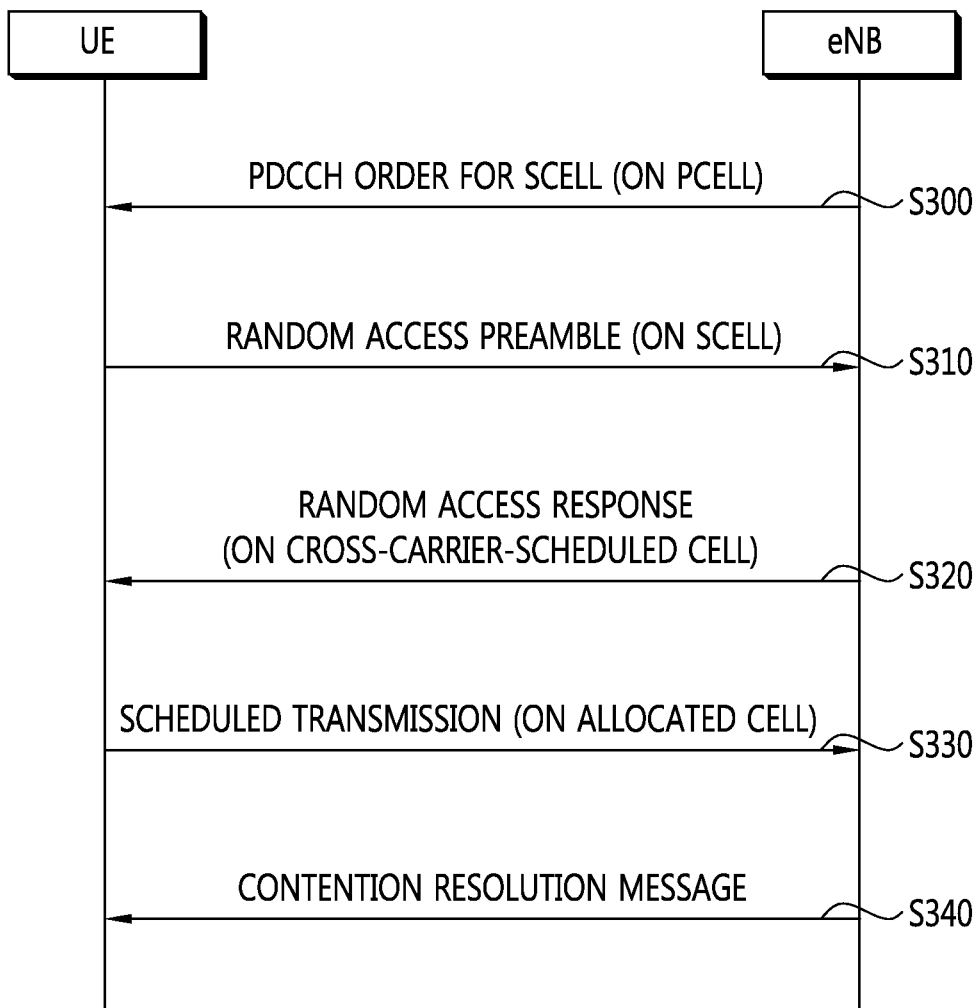 UE
eNB
PDCCH ORDER FOR SCELL (ON PCELL)
S300
RANDOM ACCESS PREAMBLE (ON SCELL)
S310
RANDOM ACCESS RESPONSE
(ON CROSS-CARRIER-SCHEDULED CELL)
S320
SCHEDULED TRANSMISSION (ON ALLOCATED CELL)
S330
CONTENTION RESOLUTION MESSAGE
S340